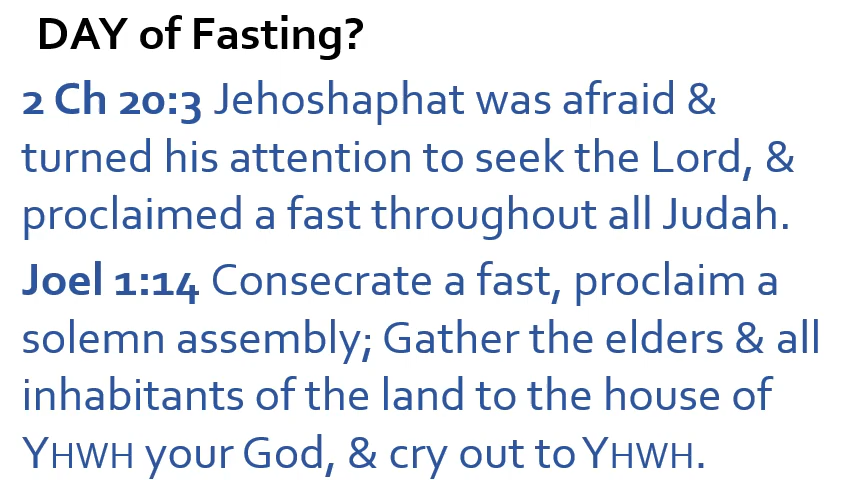 DAY of Fasting?
2 Ch 20:3 Jehoshaphat was afraid &
turned his attention to seek the Lord, &
proclaimed a fast throughout all Judah.
Joel 1:14 Consecrate a fast, proclaim a
solemn assembly; Gather the elders & all
inhabitants of the land to the house of
YHWH your God, & cry out to YHWH.